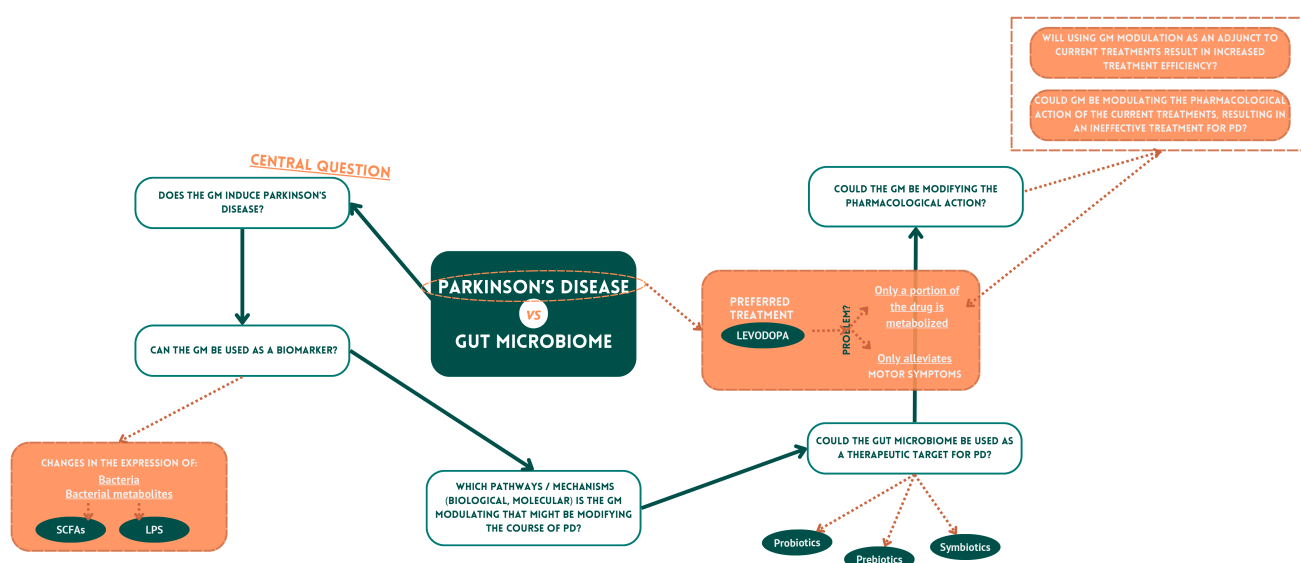 WILL USING GM MODULATION AS AN ADJUNCT TO
CURRENT TREATMENTS RESULT IN INCREASED
TREATMENT EFFICIENCY?
COULD GM BE MODULATING THE PHARMACOLOGICAL
ACTION OF THE CURRENT TREATMENTS, RESULTING IN
AN INEFFECTIVE TREATMENT FOR PD?
CENTRAL QUESTION
DOES THE GM INDUCE PARKINSON'S
DISEASE?
COULD THE GM BE MODIFYING THE
PHARMACOLOGICAL ACTION?
PARKINSON'S DISEASE
VS
GUT MICROBIOME
PREFERRED
TREATMENT
LEVODOPA
PROBLEM?
Only a portion of
the drug is
metabolized
Only alleviates
MOTOR SYMPTOMS
CAN THE GM BE USED AS A BIOMARKER?
CHANGES IN THE EXPRESSION OF:
Bacteria
Bacterial metabolites
SCFAs
LPS
WHICH PATHWAYS / MECHANISMS
(BIOLOGICAL, MOLECULAR) IS THE GM
MODULATING THAT MIGHT BE MODIFYING
THE COURSE OF PD?
COULD THE GUT MICROBIOME BE USED AS
A THERAPEUTIC TARGET FOR PD?
Probiotics
Prebiotics
Symbiotics